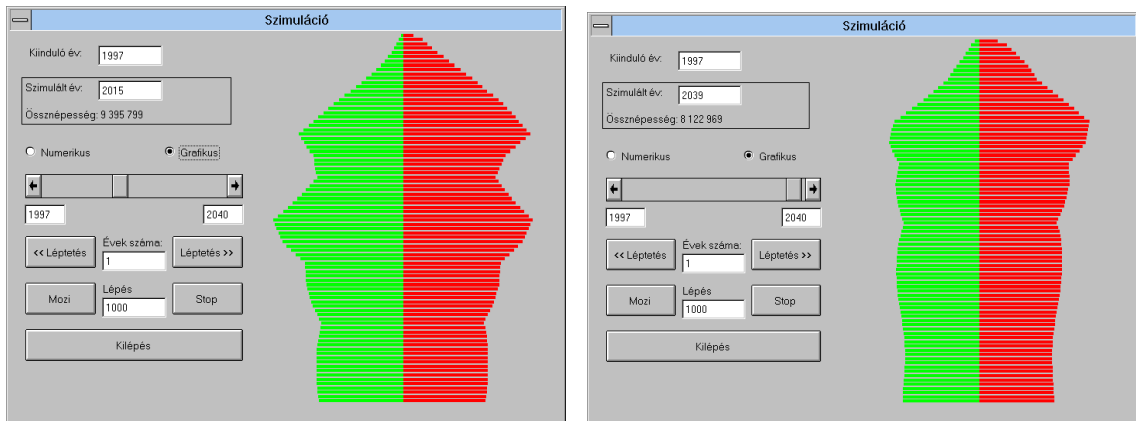 Szimuláció
Kiinduló év: 1997
Szimulált év: 2015
Össznépesség: 9 395 799
Numerikus Grafikus
1997 2040
Évek száma:
<< Léptetés 1 Léptetés >>
Lépés
Mozi 1000 Stop
Kilépés
Szimuláció
Kiinduló év: 1997
Szimulált év: 2039
Össznépesség: 8 122 969
Numerikus Grafikus
1997 2040
Évek száma:
<< Léptetés 1 Léptetés >>
Lépés
Mozi 1000 Stop
Kilépés